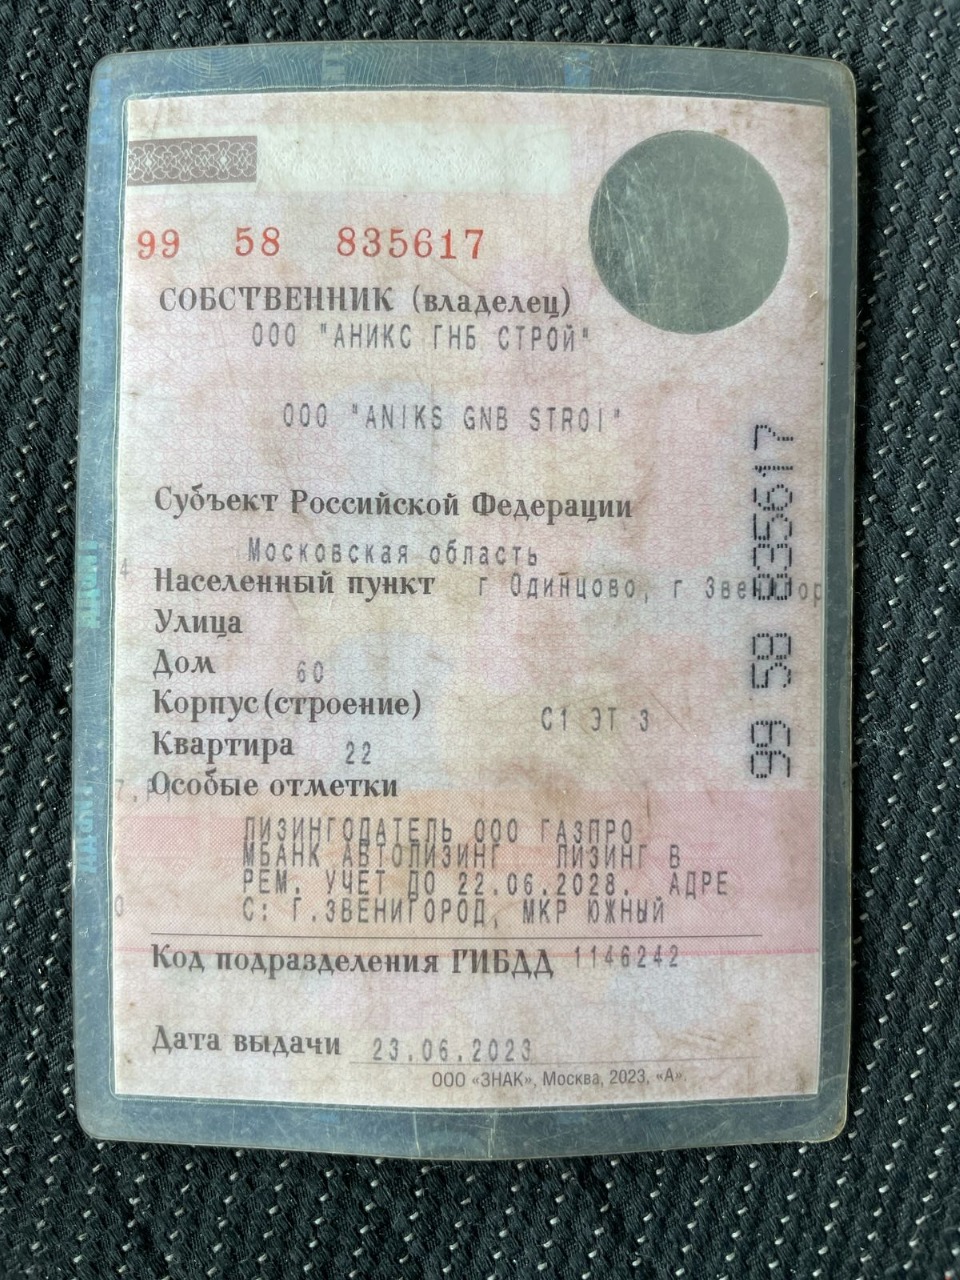 99 58 835617
СОБСТВЕННИК (владелец)
ООО "АНИКС ГНБ СТРОЙ"
ООО "ANIKS GNB STROI"
Субъект Российской Федерации
Московская область
Населенный пункт г Одинцово, г Звенигор
Улица
Дом 60
Корпус(строение) С1 ЭТ 3
Квартира 22
Особые отметки
ЛИЗИНГОДАТЕЛЬ ООО ГАЗПРО
МБАНК АВТОЛИЗИНГ ЛИЗИНГ В
РЕМ. УЧЕТ ДО 22.06.2028. АДРЕ
С: Г.ЗВЕНИГОРОД, МКР ЮЖНЫЙ
Код подразделения ГИБДД 1146242
Дата выдачи 23.06.2023
ООО «ЗНАК», Москва, 2023, «А».
99 58 835617